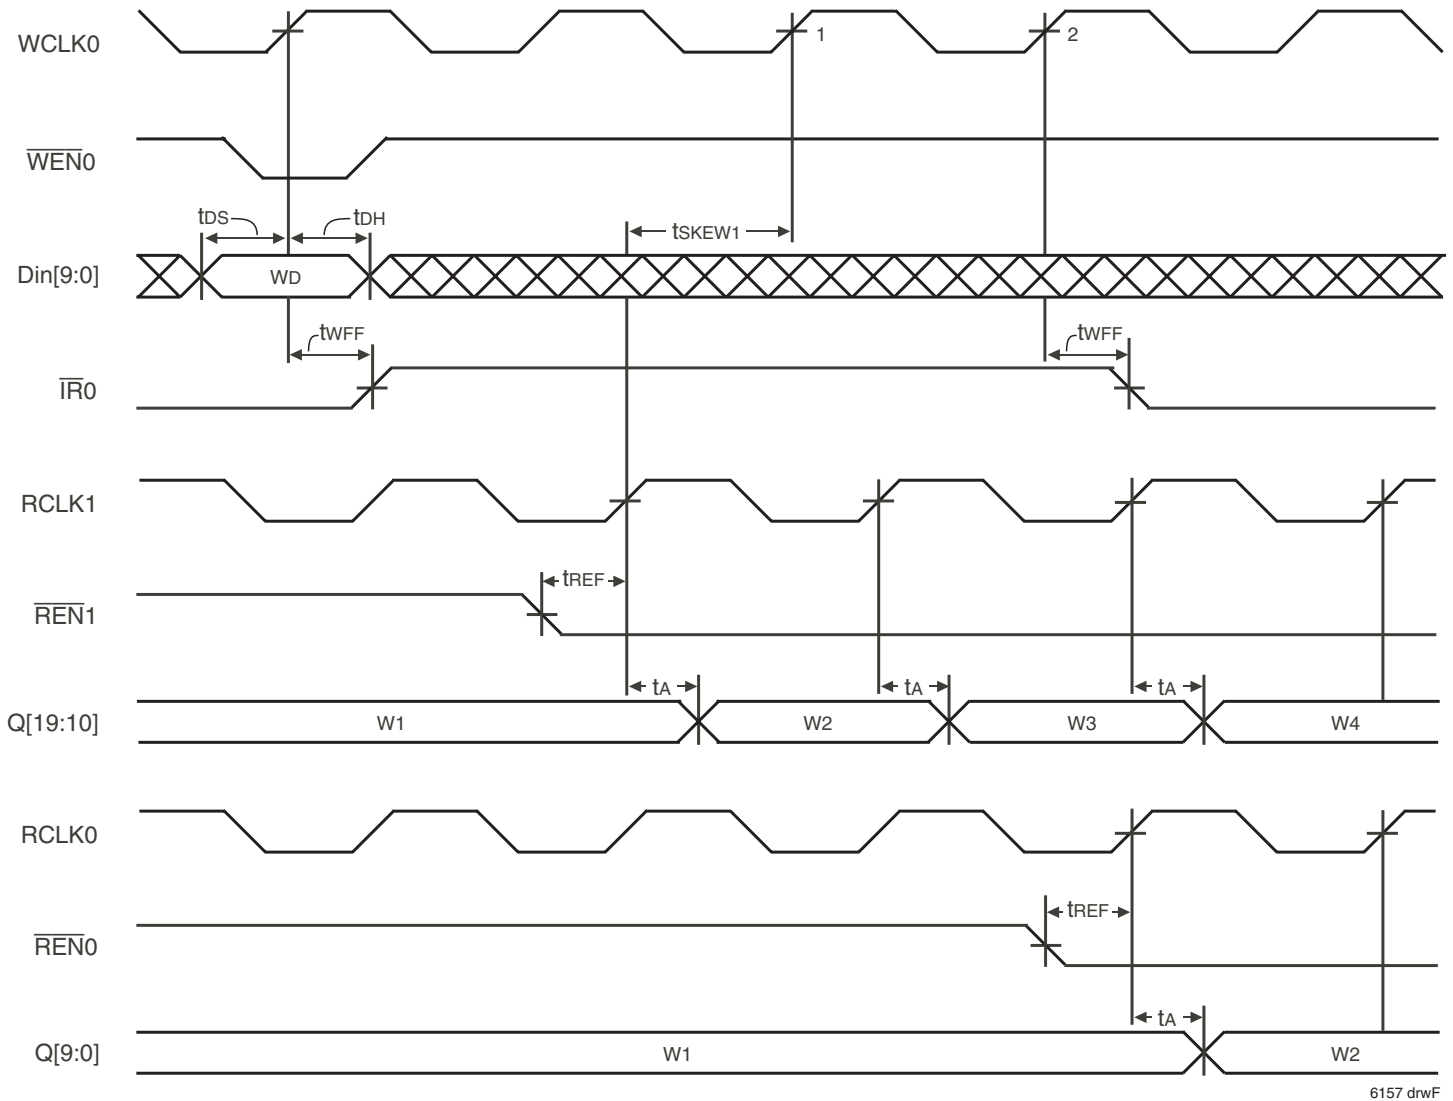 WCLK0
1
2
WEN0
tDS
tDH
tSKEW1
Din[9:0]
WD
tWFF
tWFF
IR0
RCLK1
tREF
REN1
tA
tA
tA
Q[19:10]
W1
W2
W3
W4
RCLK0
tREF
REN0
tA
Q[9:0]
W1
W2
6157 drwF